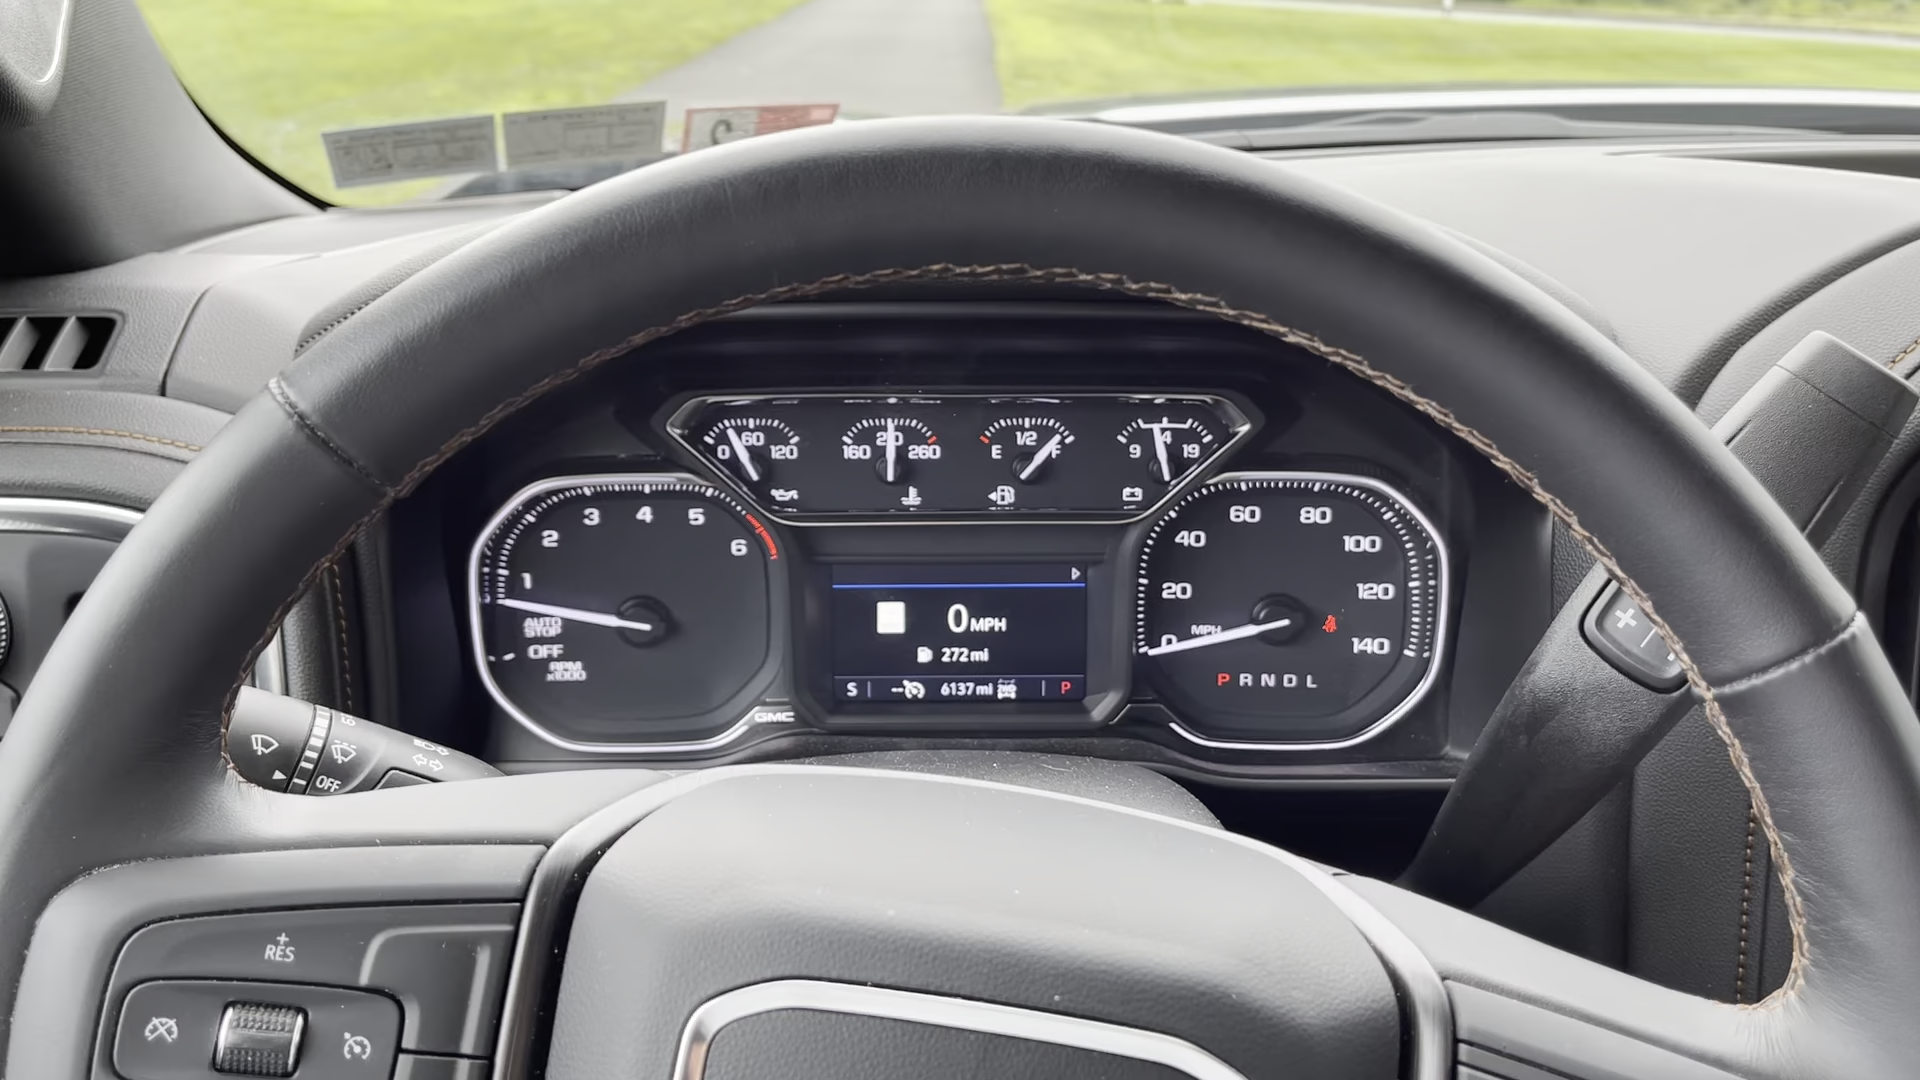 0 60 120
160 210 260
E 1/2 F
9 14 19
1 2 3 4 5 6
AUTO
STOP
OFF
RPM
x1000
0 MPH
272 mi
S
-- 6137 mi 2WD
P
GMC
0 20 40 60 80 100 120 140
MPH
P R N D L
OFF
+
RES
+
-